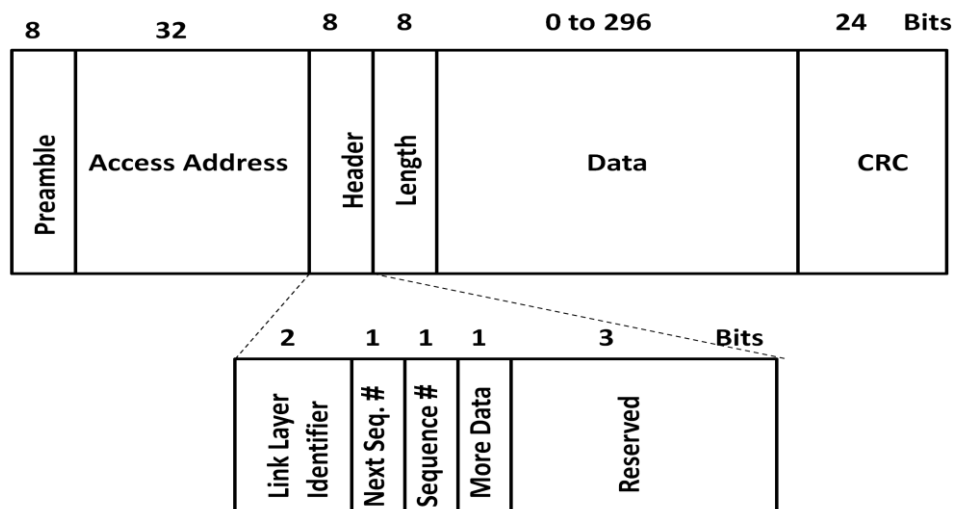 8 32 8 8 0 to 296 24 Bits
Preamble
Access Address
Header
Length
Data
CRC
2 1 1 1 3 Bits
Link Layer
Identifier
Next Seq. #
Sequence #
More Data
Reserved